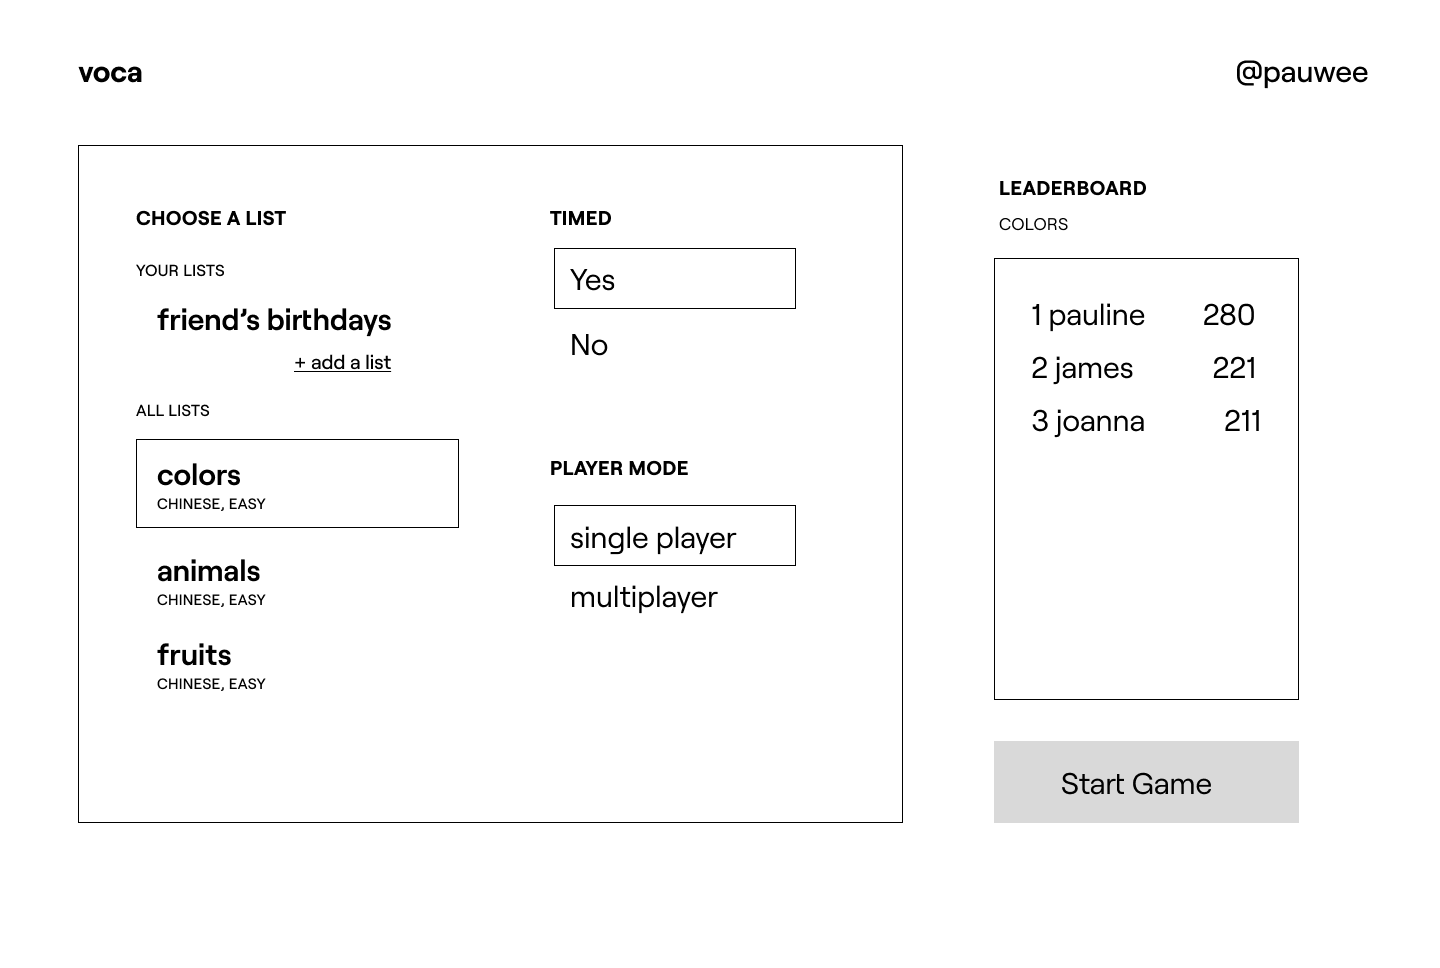 voca
@pauwee
CHOOSE A LIST
YOUR LISTS
friend’s birthdays
+ add a list
ALL LISTS
colors
CHINESE, EASY
animals
CHINESE, EASY
fruits
CHINESE, EASY
TIMED
Yes
No
PLAYER MODE
single player
multiplayer
LEADERBOARD
COLORS
1 pauline 280
2 james 221
3 joanna 211
Start Game